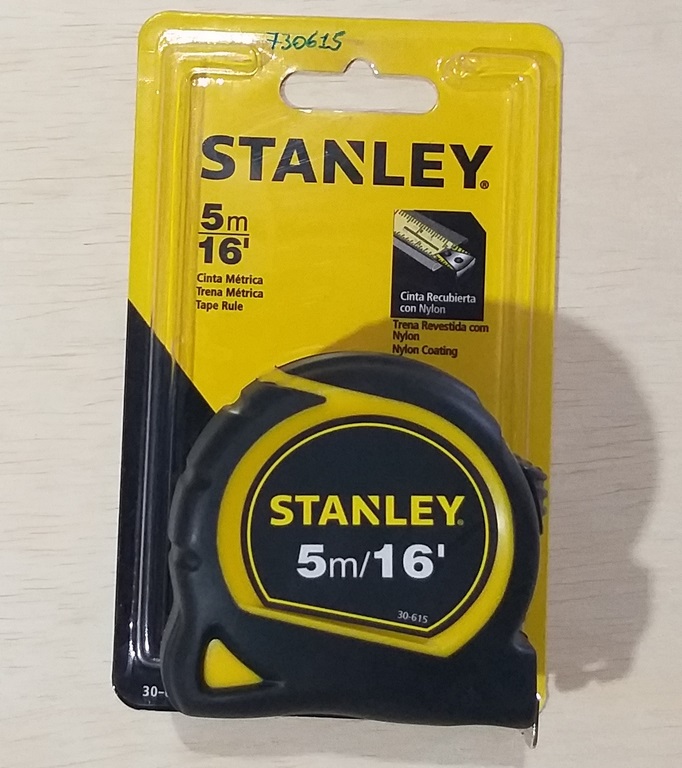 730615
STANLEY®
5m
16'
Cinta Métrica
Trena Métrica
Tape Rule
Cinta Recubierta
con Nylon
Trena Revestida com
Nylon
Nylon Coating
STANLEY
5m/16'
30-615
30-